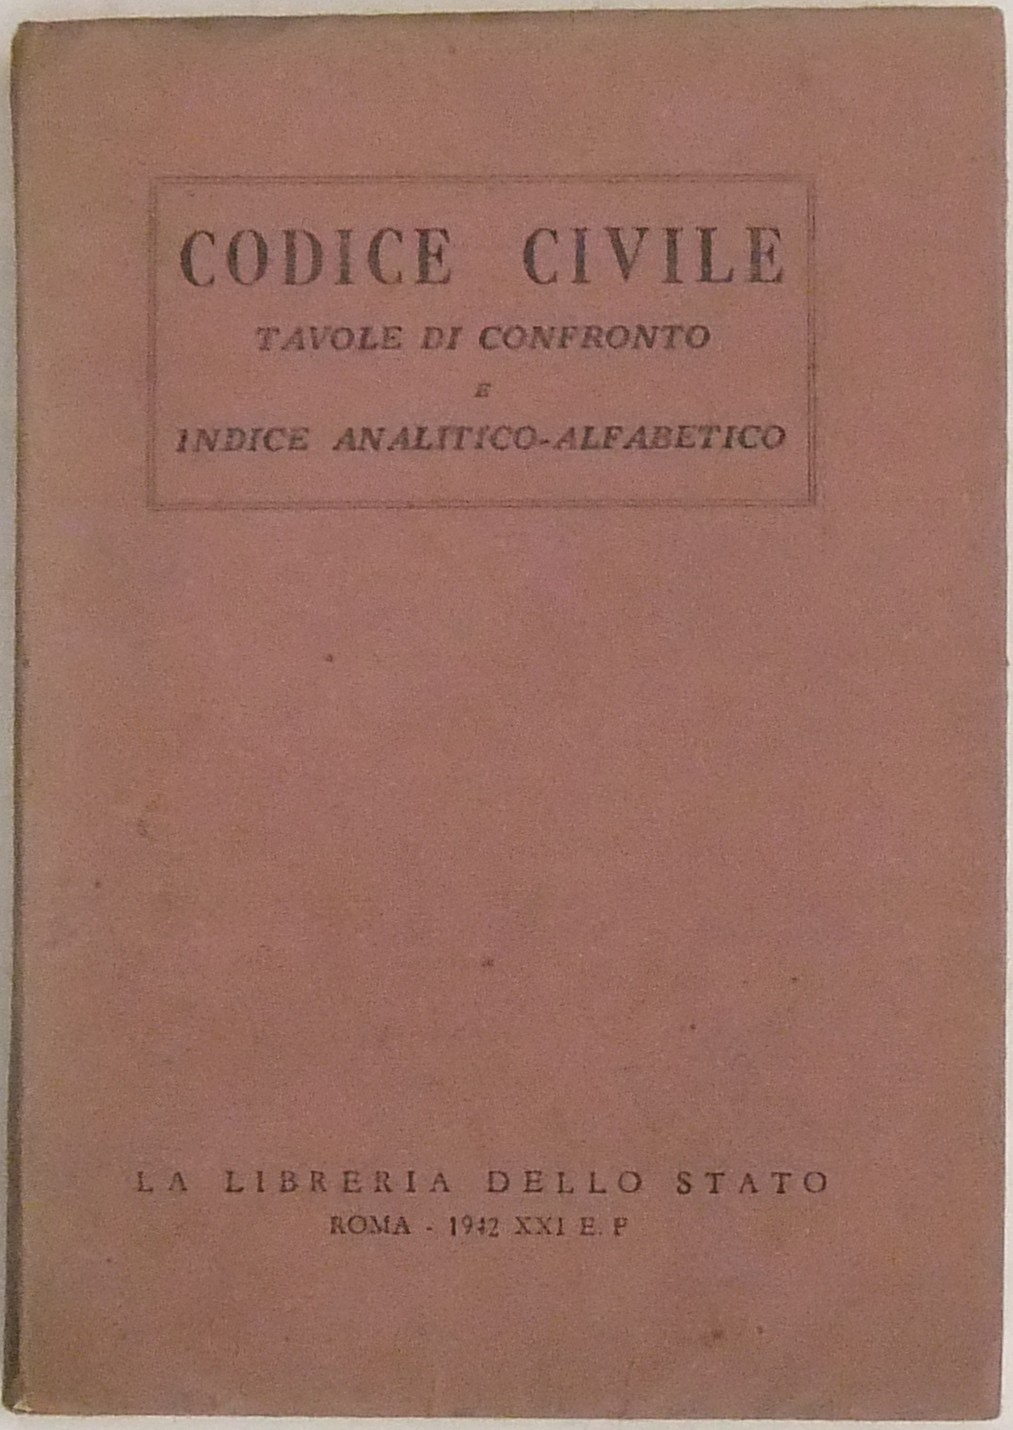 CODICE CIVILE
TAVOLE DI CONFRONTO
E
INDICE ANALITICO-ALFABETICO
LA LIBRERIA DELLO STATO
ROMA - 1942 XXI E. F